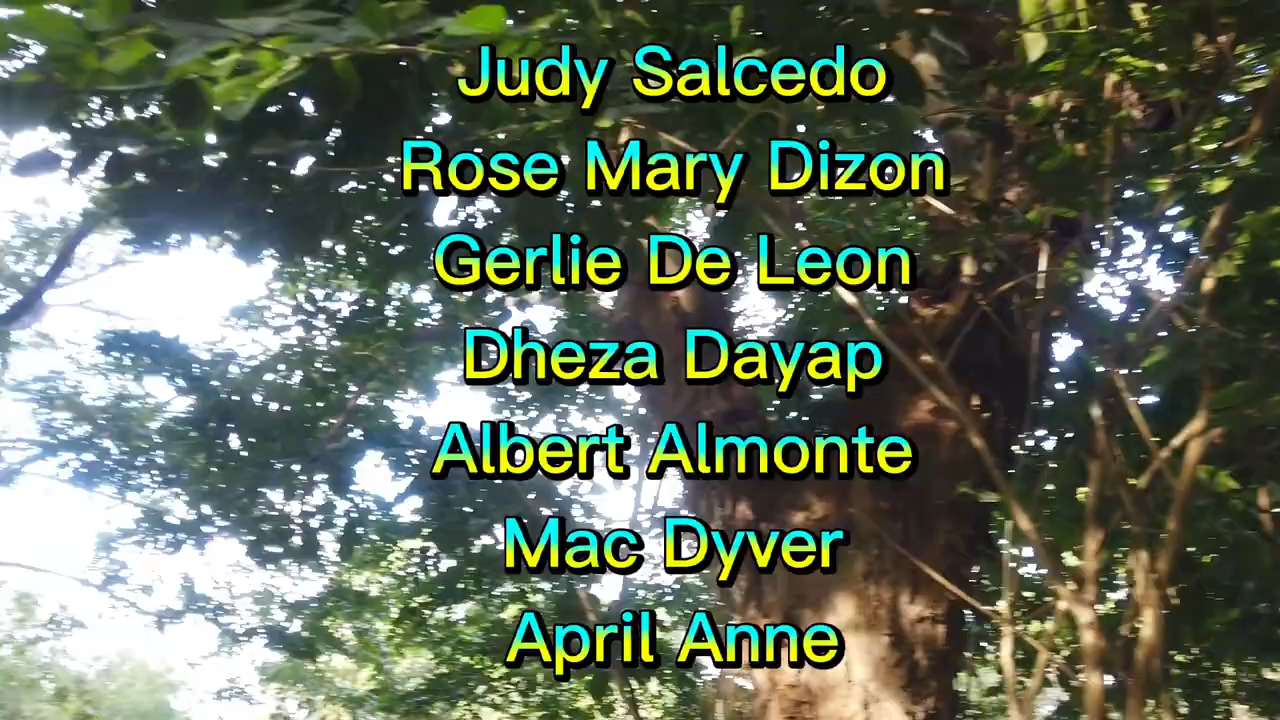 Judy Salcedo
Rose Mary Dizon
Gerlie De Leon
Dheza Dayap
Albert Almonte
Mac Dyver
April Anne